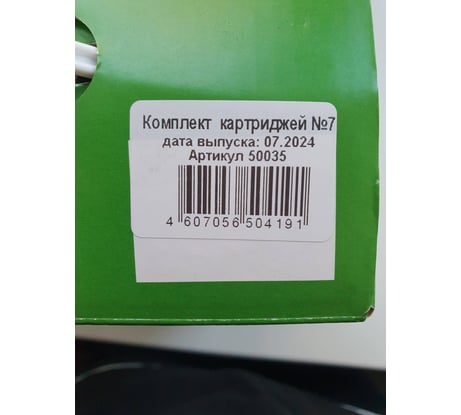 Комплект картриджей №7
дата выпуска: 07.2024
Артикул 50035
4 607056 504191